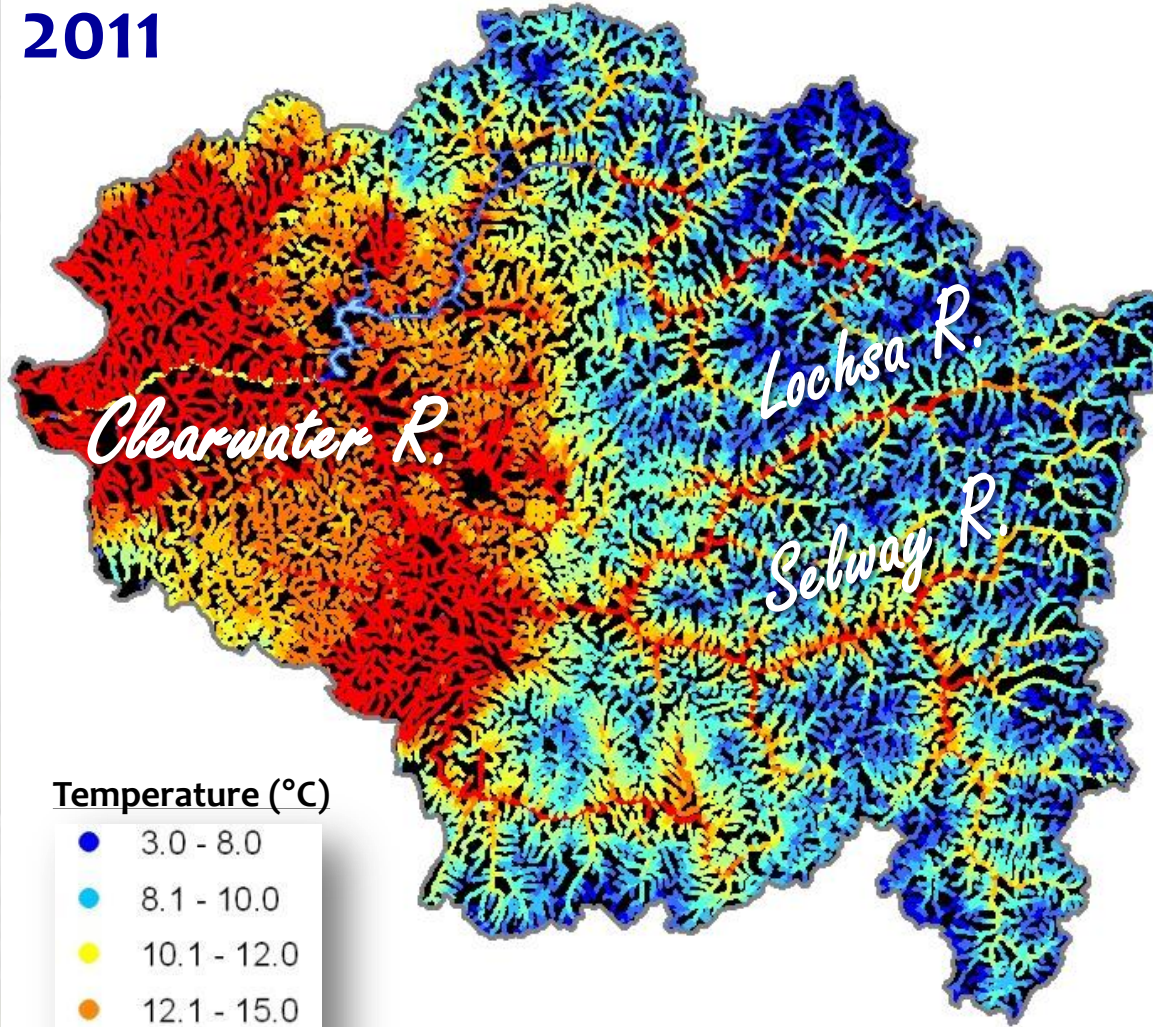 2011
Lochsa R.
Clearwater R.
Selway R.
Temperature (°C)
3.0 - 8.0
8.1 - 10.0
10.1 - 12.0
12.1 - 15.0